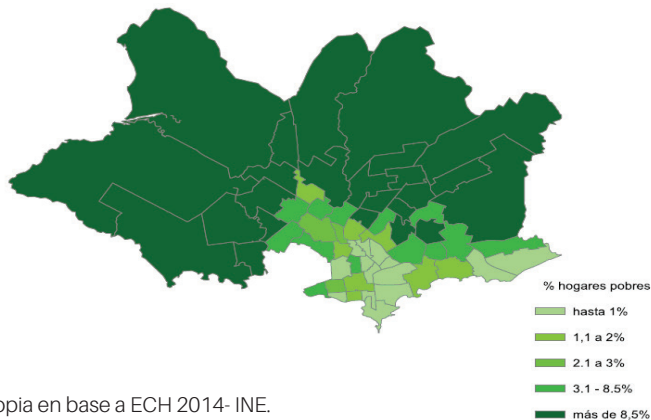 % hogares pobres
hasta 1%
1,1 a 2%
2.1 a 3%
3.1 - 8.5%
más de 8,5%
opia en base a ECH 2014- INE.